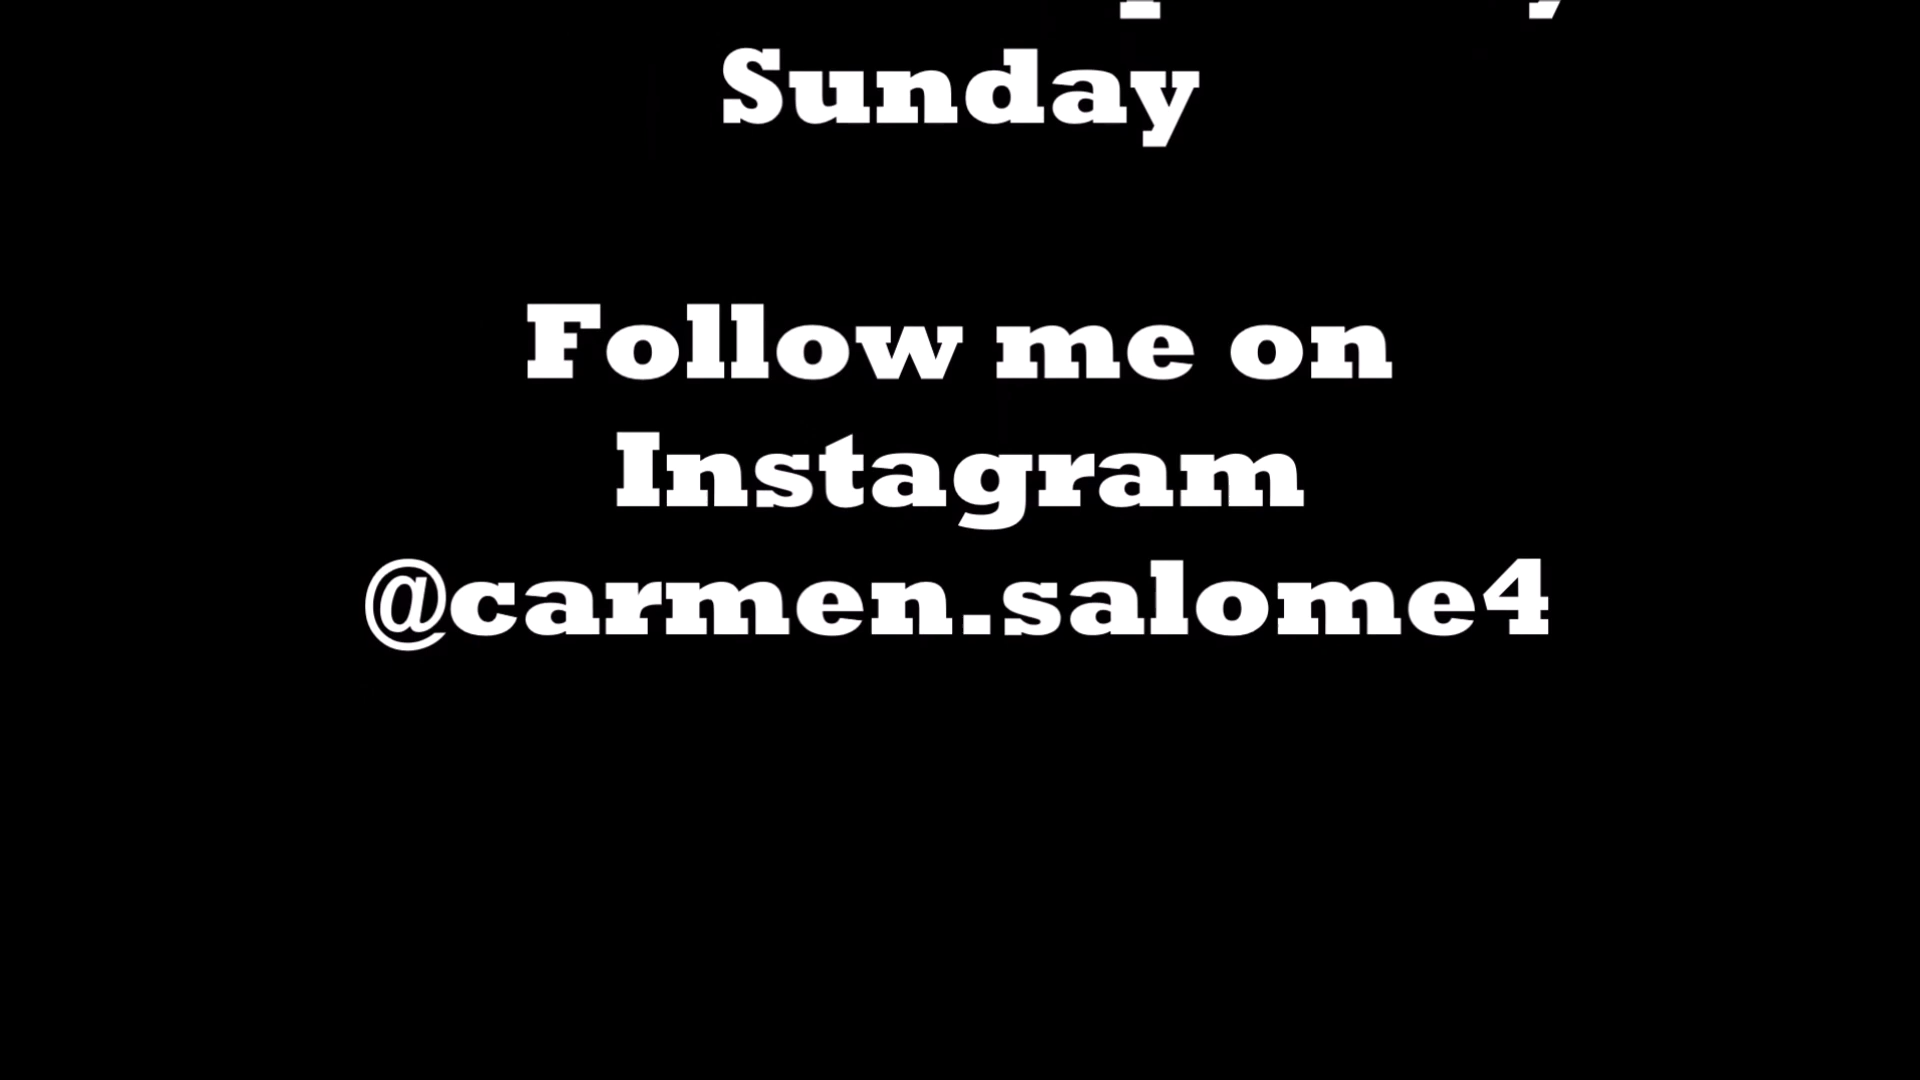 Sunday
Follow me on
Instagram
@carmen.salome4